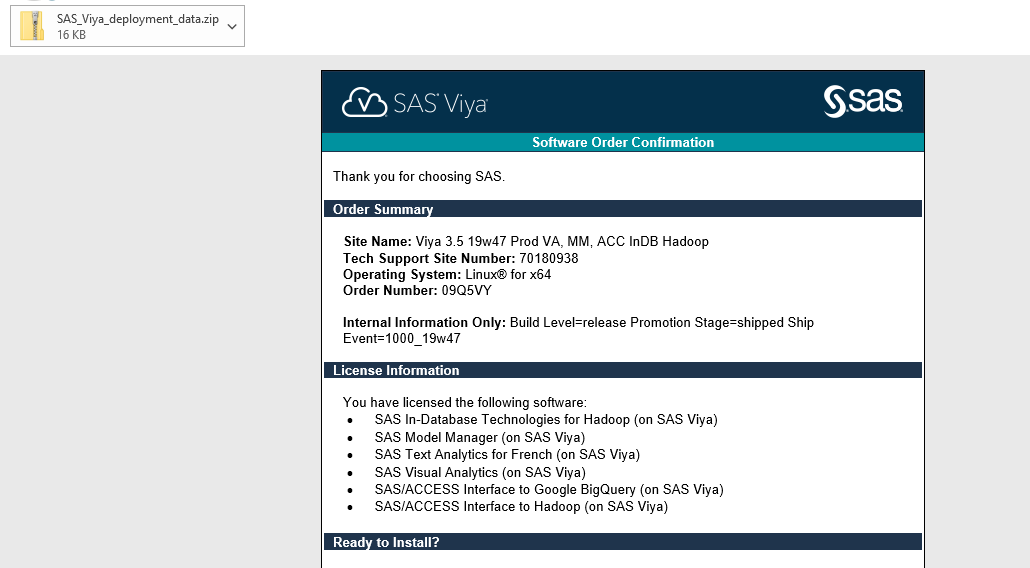 SAS_Viya_deployment_data.zip
16 KB
SAS® Viya®
sas
Software Order Confirmation
Thank you for choosing SAS.
Order Summary
Site Name: Viya 3.5 19w47 Prod VA, MM, ACC InDB Hadoop
Tech Support Site Number: 70180938
Operating System: Linux® for x64
Order Number: 09Q5VY
Internal Information Only: Build Level=release Promotion Stage=shipped Ship
Event=1000_19w47
License Information
You have licensed the following software:
• SAS In-Database Technologies for Hadoop (on SAS Viya)
• SAS Model Manager (on SAS Viya)
• SAS Text Analytics for French (on SAS Viya)
• SAS Visual Analytics (on SAS Viya)
• SAS/ACCESS Interface to Google BigQuery (on SAS Viya)
• SAS/ACCESS Interface to Hadoop (on SAS Viya)
Ready to Install?